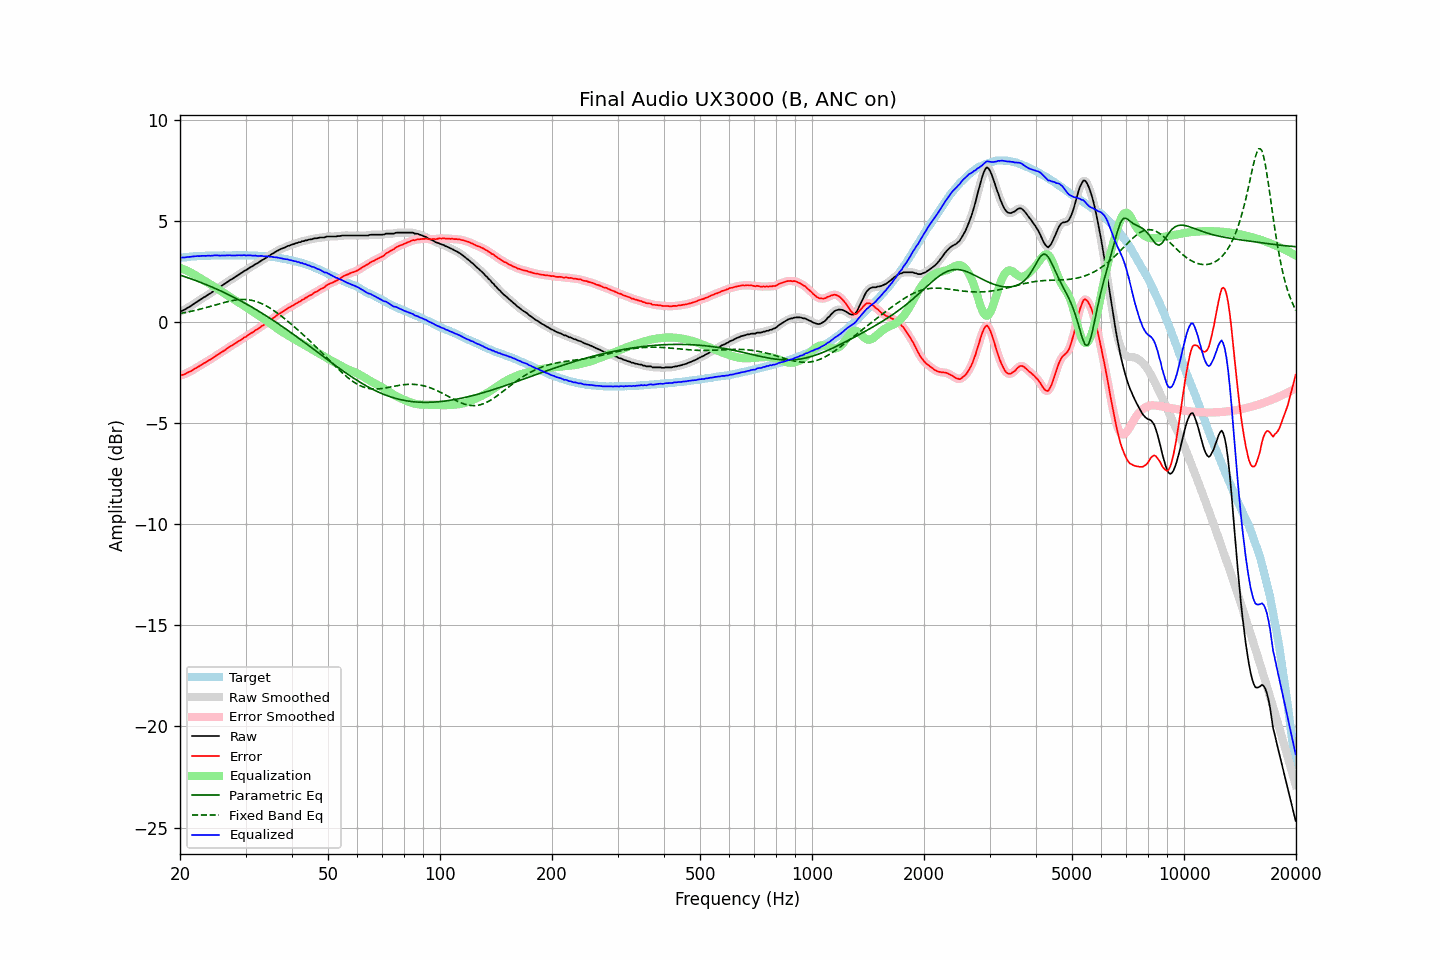 Final Audio UX3000 (B, ANC on)
10
5
0
−5
−10
−15
−20
−25
Amplitude (dBr)
Target
Raw Smoothed
Error Smoothed
Raw
Error
Equalization
Parametric Eq
Fixed Band Eq
Equalized
20 50 100 200 500 1000 2000 5000 10000 20000
Frequency (Hz)